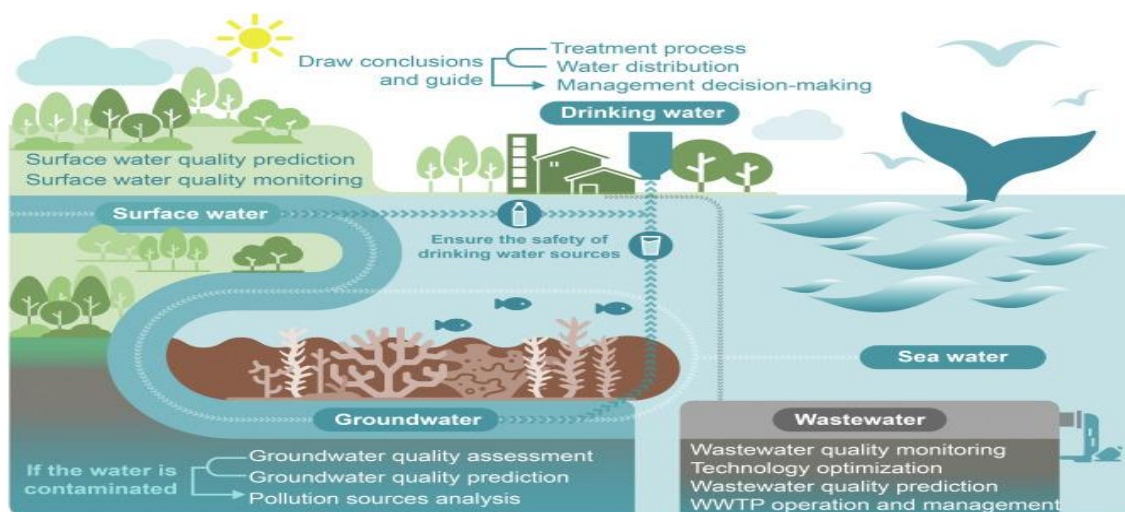 Draw conclusions
and guide
Treatment process
Water distribution
Management decision-making
Drinking water
Surface water quality prediction
Surface water quality monitoring
Surface water
Ensure the safety of
drinking water sources
Sea water
Groundwater
If the water is
contaminated
Groundwater quality assessment
Groundwater quality prediction
Pollution sources analysis
Wastewater
Wastewater quality monitoring
Technology optimization
Wastewater quality prediction
WWTP operation and management